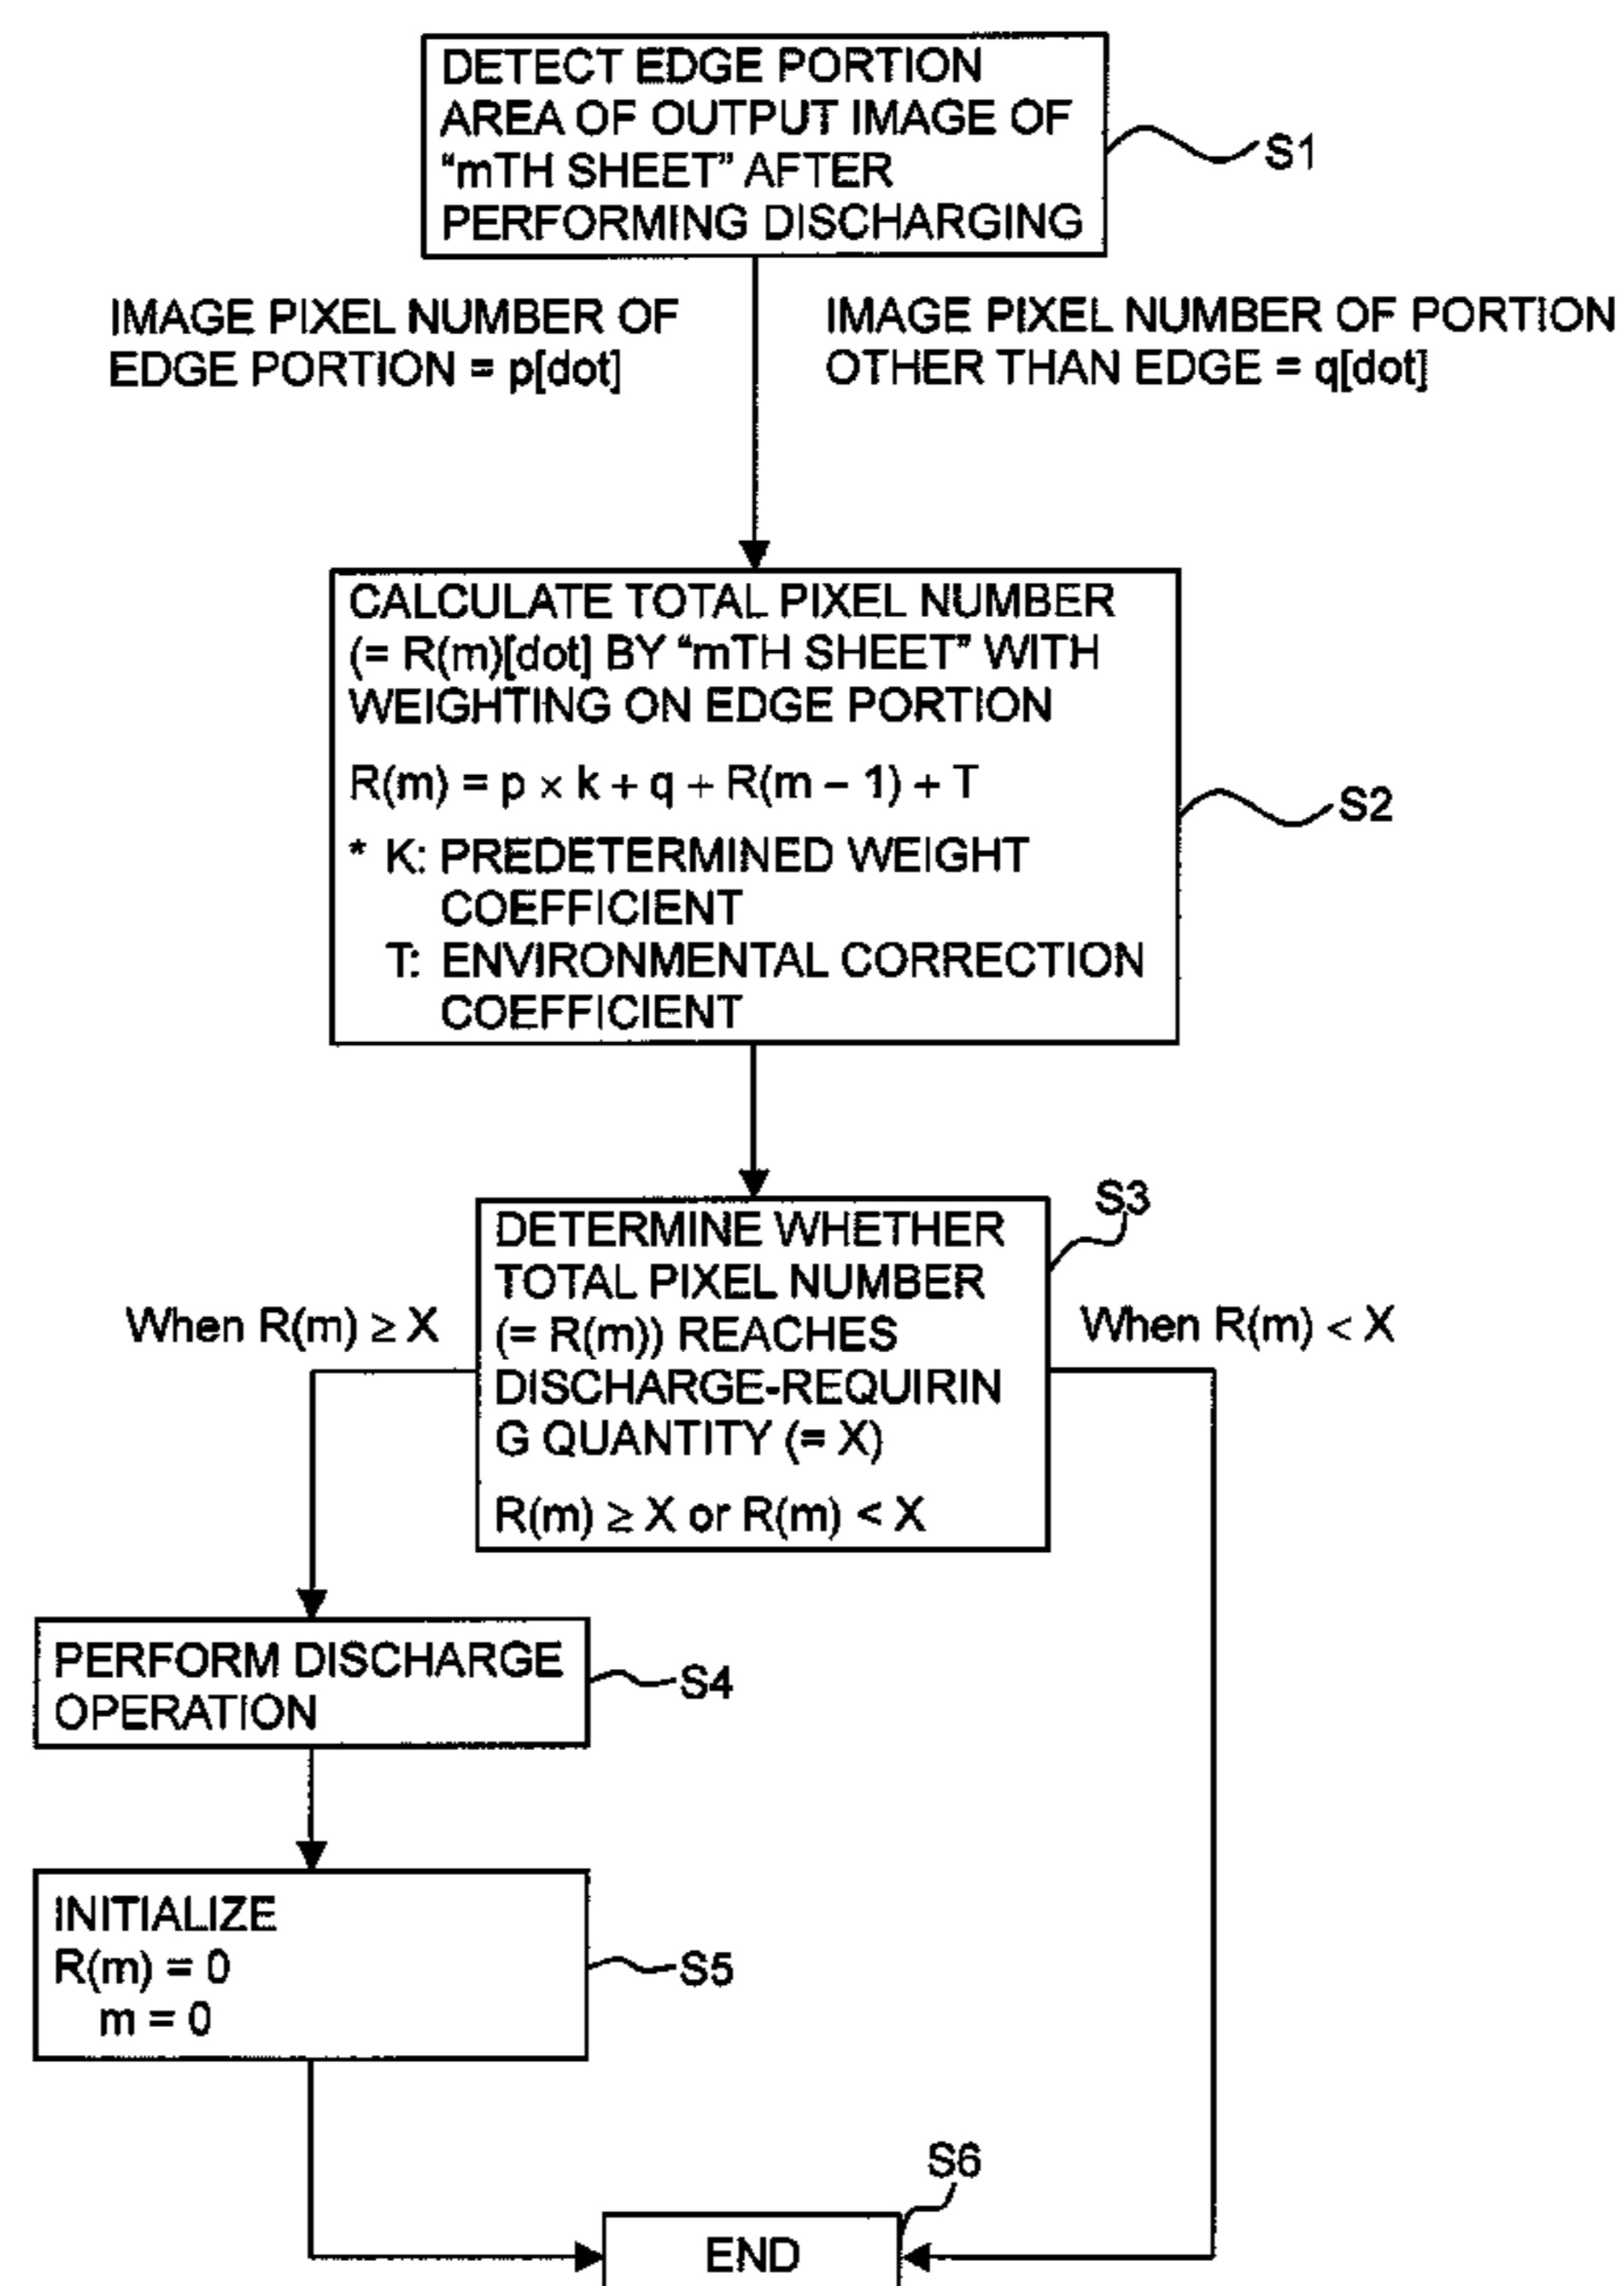 DETECT EDGE PORTION
AREA OF OUTPUT IMAGE OF
“mTH SHEET” AFTER
PERFORMING DISCHARGING
S1
IMAGE PIXEL NUMBER OF
EDGE PORTION = p[dot]
IMAGE PIXEL NUMBER OF PORTION
OTHER THAN EDGE = q[dot]
CALCULATE TOTAL PIXEL NUMBER
(= R(m)[dot] BY “mTH SHEET” WITH
WEIGHTING ON EDGE PORTION
R(m) = p × k + q + R(m – 1) + T
* K: PREDETERMINED WEIGHT
COEFFICIENT
T: ENVIRONMENTAL CORRECTION
COEFFICIENT
S2
DETERMINE WHETHER
TOTAL PIXEL NUMBER
(= R(m)) REACHES
DISCHARGE-REQUIRIN
G QUANTITY (= X)
R(m) ≥ X or R(m) < X
S3
When R(m) ≥ X
When R(m) < X
PERFORM DISCHARGE
OPERATION
S4
INITIALIZE
R(m) = 0
m = 0
S5
S6
END